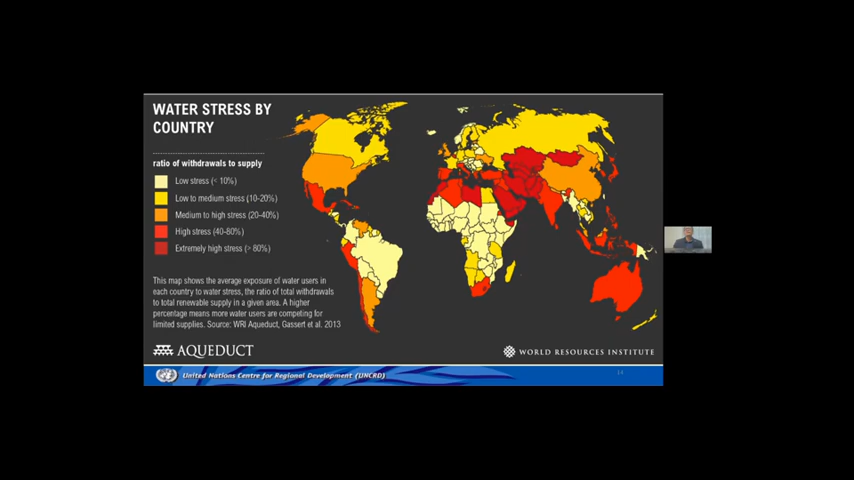 WATER STRESS BY
COUNTRY
ratio of withdrawals to supply
Low stress (< 10%)
Low to medium stress (10-20%)
Medium to high stress (20-40%)
High stress (40-80%)
Extremely high stress (> 80%)
This map shows the average exposure of water users in
each country to water stress, the ratio of total withdrawals
to total renewable supply in a given area. A higher
percentage means more water users are competing for
limited supplies. Source: WRI Aqueduct, Gassert et al. 2013
AQUEDUCT
WORLD RESOURCES INSTITUTE
United Nations Centre for Regional Development (UNCRD)